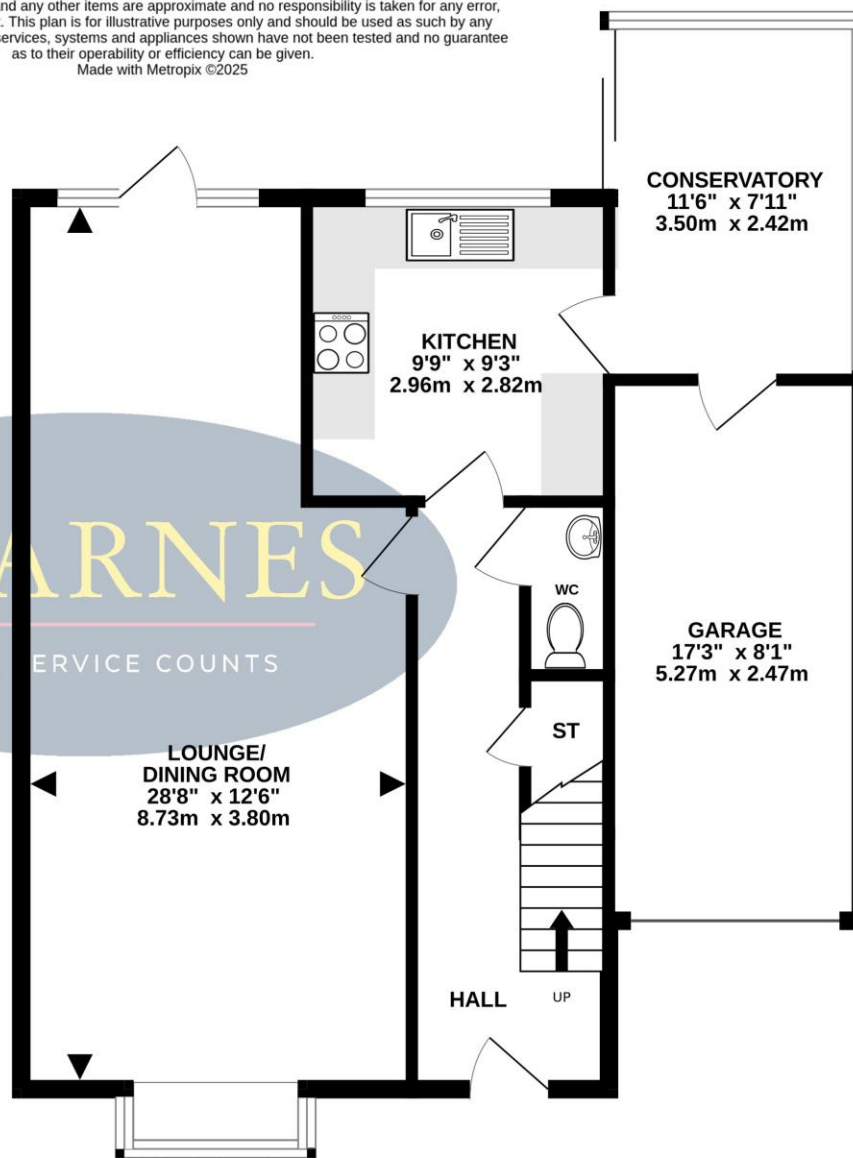 and any other items are approximate and no responsibility is taken for any error,
t. This plan is for illustrative purposes only and should be used as such by any
services, systems and appliances shown have not been tested and no guarantee
as to their operability or efficiency can be given.
Made with Metropix ©2025
CONSERVATORY
11'6" x 7'11"
3.50m x 2.42m
KITCHEN
9'9" x 9'3"
2.96m x 2.82m
ARNES
ERVICE COUNTS
WC
GARAGE
17'3" x 8'1"
5.27m x 2.47m
ST
LOUNGE/
DINING ROOM
28'8" x 12'6"
8.73m x 3.80m
HALL
UP